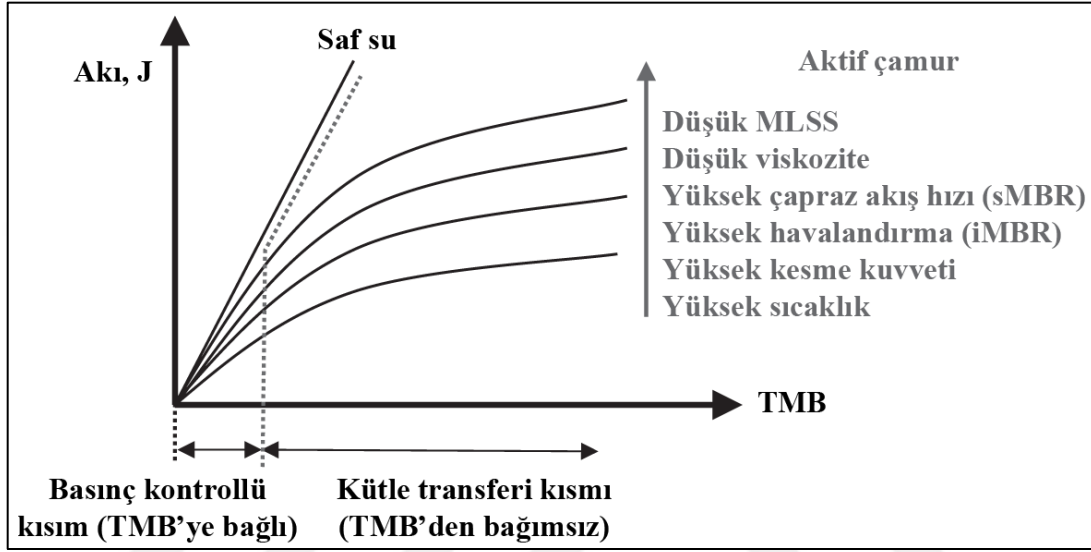 Saf su
Akı, J
Aktif çamur
Düşük MLSS
Düşük viskozite
Yüksek çapraz akış hızı (sMBR)
Yüksek havalandırma (iMBR)
Yüksek kesme kuvveti
Yüksek sıcaklık
TMB
Basınç kontrollü
kısım (TMB’ye bağlı)
Kütle transferi kısmı
(TMB’den bağımsız)